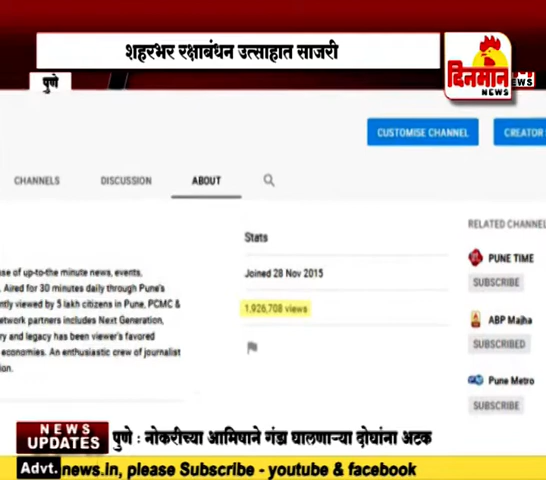 शहरभर रक्षाबंधन उत्साहात साजरी
दिनमान
NEWS
EWS
पुणे
CUSTOMISE CHANNEL
CREATOR
CHANNELS
DISCUSSION
ABOUT
RELATED CHANNEL
Stats
PUNE TIME
se of up-to-the minute news, events,
Joined 28 Nov 2015
SUBSCRIBE
. Aired for 30 minutes daily through Pune's
ntly viewed by 5 lakh citizens in Pune, PCMC &
1,926,708 views
etwork partners includes Next Generation,
ABP Majha
ry and legacy has been viewer's favored
SUBSCRIBED
economies. An enthusiastic crew of journalist
ion.
Pune Metro
SUBSCRIBE
NEWS
UPDATES
पुणे : नोकरीच्या आमिषाने गंडा घालणाऱ्या दोघांना अटक
Advt.
news.in, please Subscribe - youtube & facebook